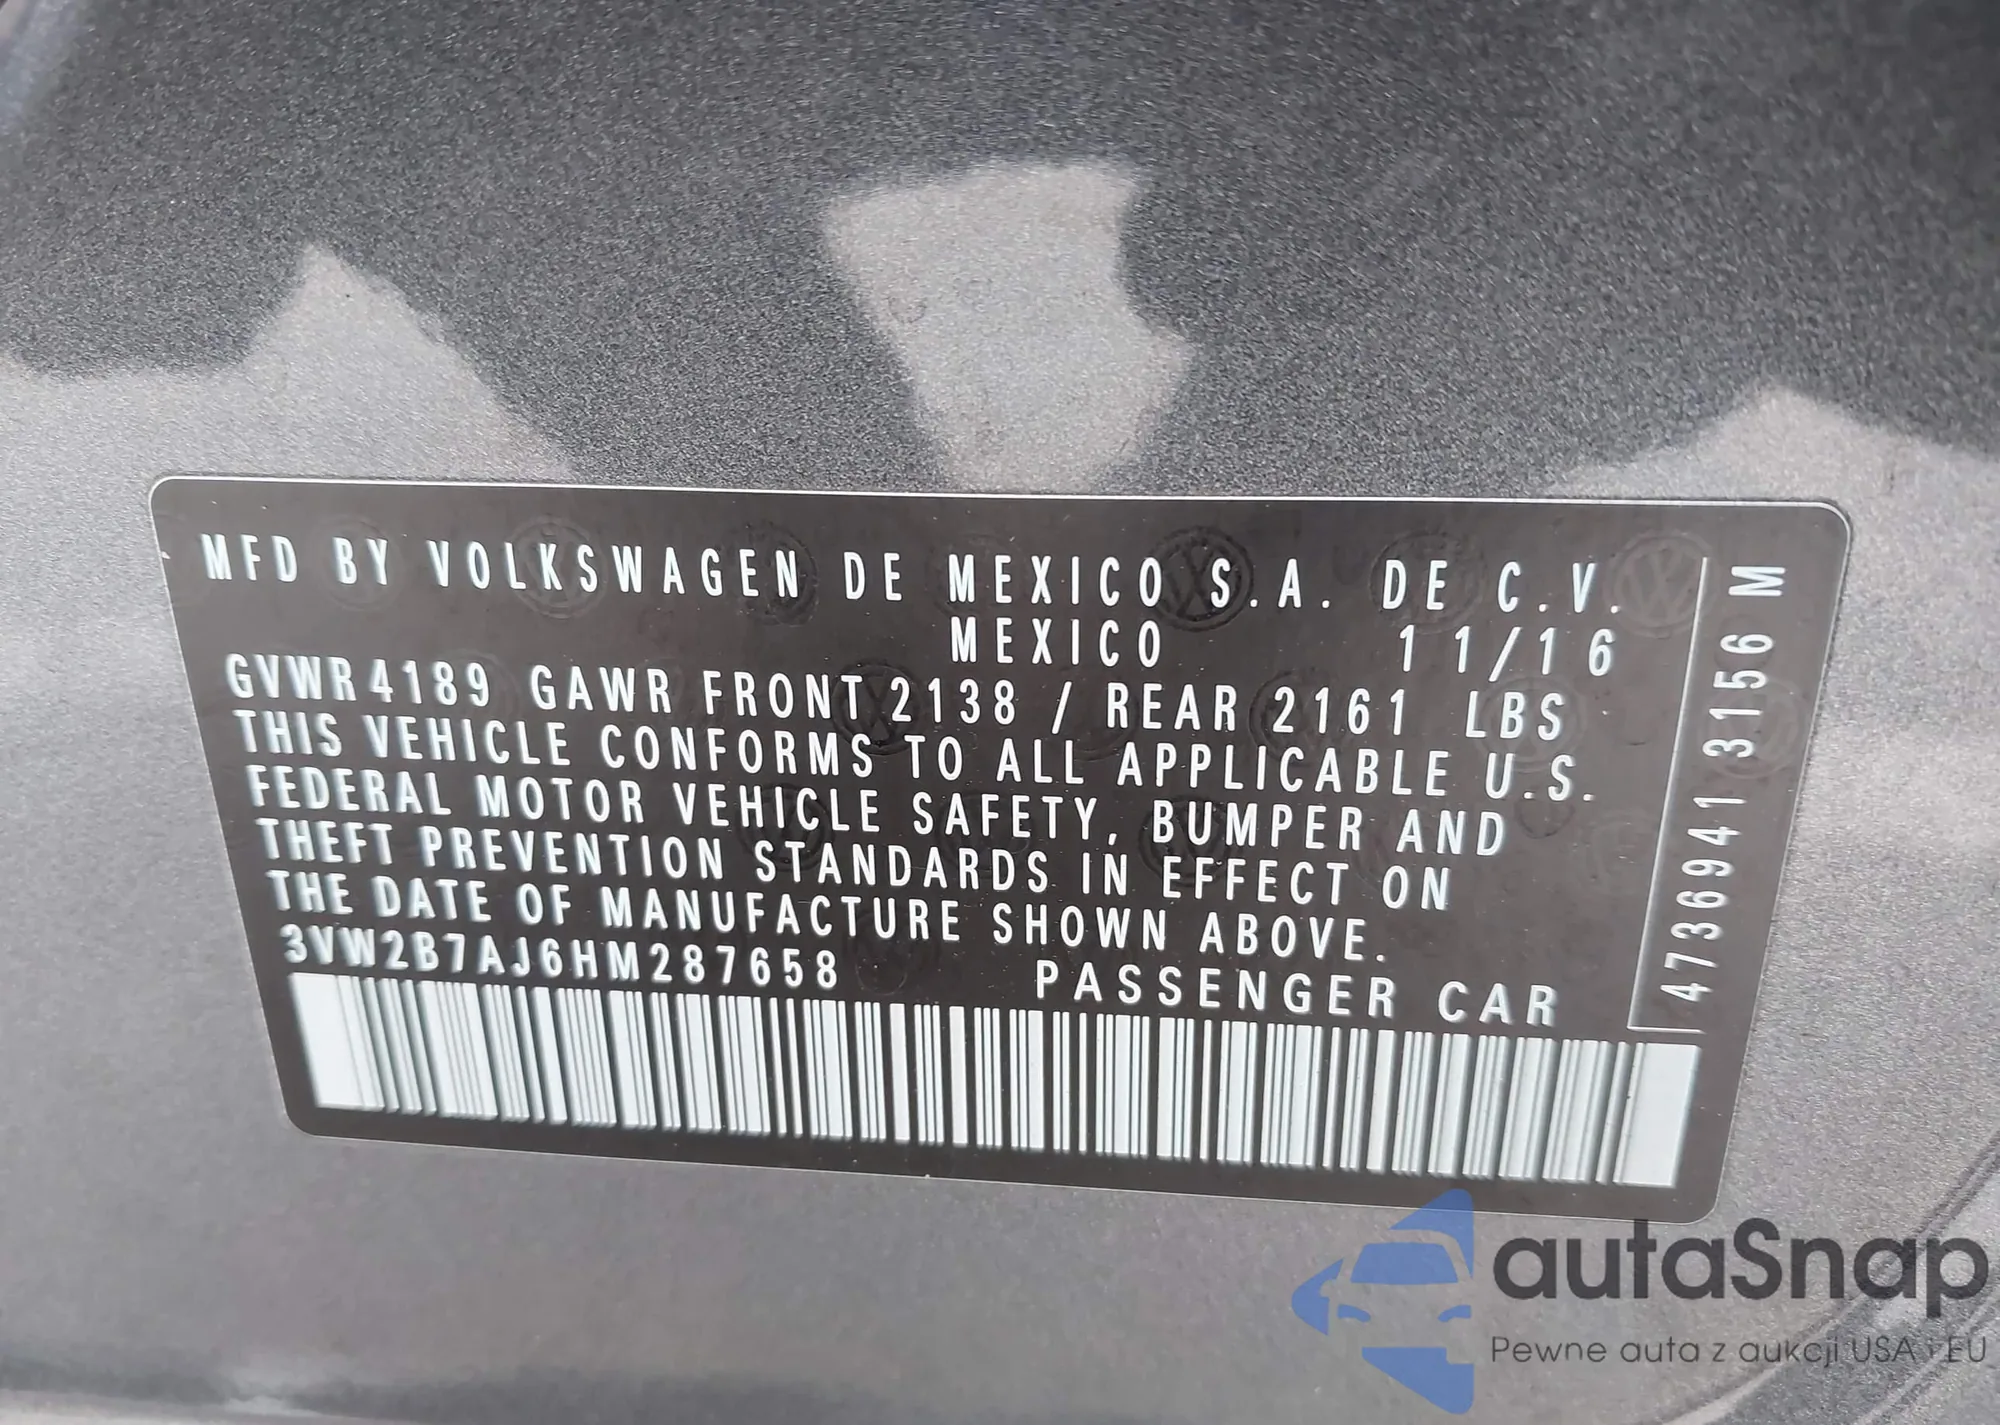 MFD BY VOLKSWAGEN DE MEXICO S.A. DE C.V.
MEXICO 11/16
GVWR 4189 GAWR FRONT 2138 / REAR 2161 LBS
THIS VEHICLE CONFORMS TO ALL APPLICABLE U.S.
FEDERAL MOTOR VEHICLE SAFETY, BUMPER AND
THEFT PREVENTION STANDARDS IN EFFECT ON
THE DATE OF MANUFACTURE SHOWN ABOVE.
3VW2B7AJ6HM287658 PASSENGER CAR
4736941 3156 M
autaSnap
Pewne auta z aukcji USA i EU